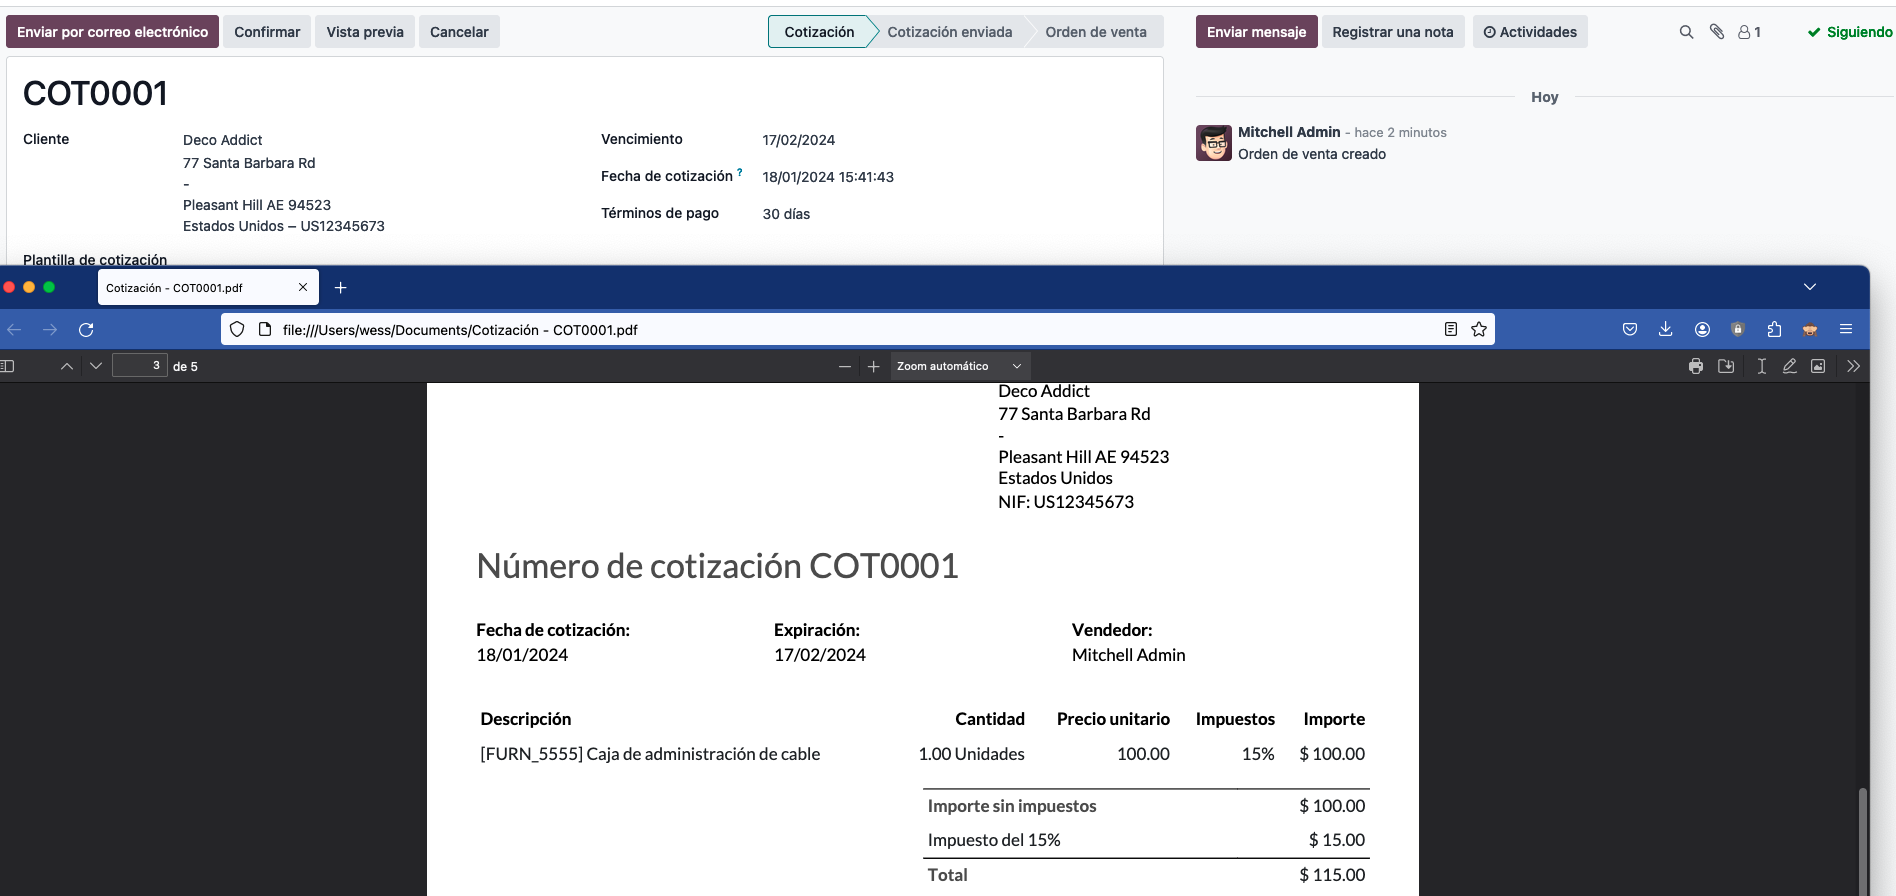 Enviar por correo electrónico Confirmar Vista previa Cancelar Cotización Cotización enviada Orden de venta Enviar mensaje Registrar una nota Actividades 1 Siguiendo
COT0001
Hoy
Cliente Deco Addict
77 Santa Barbara Rd
-
Pleasant Hill AE 94523
Estados Unidos – US12345673
Vencimiento 17/02/2024
Fecha de cotización ? 18/01/2024 15:41:43
Términos de pago 30 días
Mitchell Admin - hace 2 minutos
Orden de venta creado
Plantilla de cotización
Cotización - COT0001.pdf
file:///Users/wess/Documents/Cotización - COT0001.pdf
3 de 5 Zoom automático
Deco Addict
77 Santa Barbara Rd
-
Pleasant Hill AE 94523
Estados Unidos
NIF: US12345673
Número de cotización COT0001
Fecha de cotización: Expiración: Vendedor:
18/01/2024 17/02/2024 Mitchell Admin
Descripción Cantidad Precio unitario Impuestos Importe
[FURN_5555] Caja de administración de cable 1.00 Unidades 100.00 15% $ 100.00
Importe sin impuestos $ 100.00
Impuesto del 15% $ 15.00
Total $ 115.00